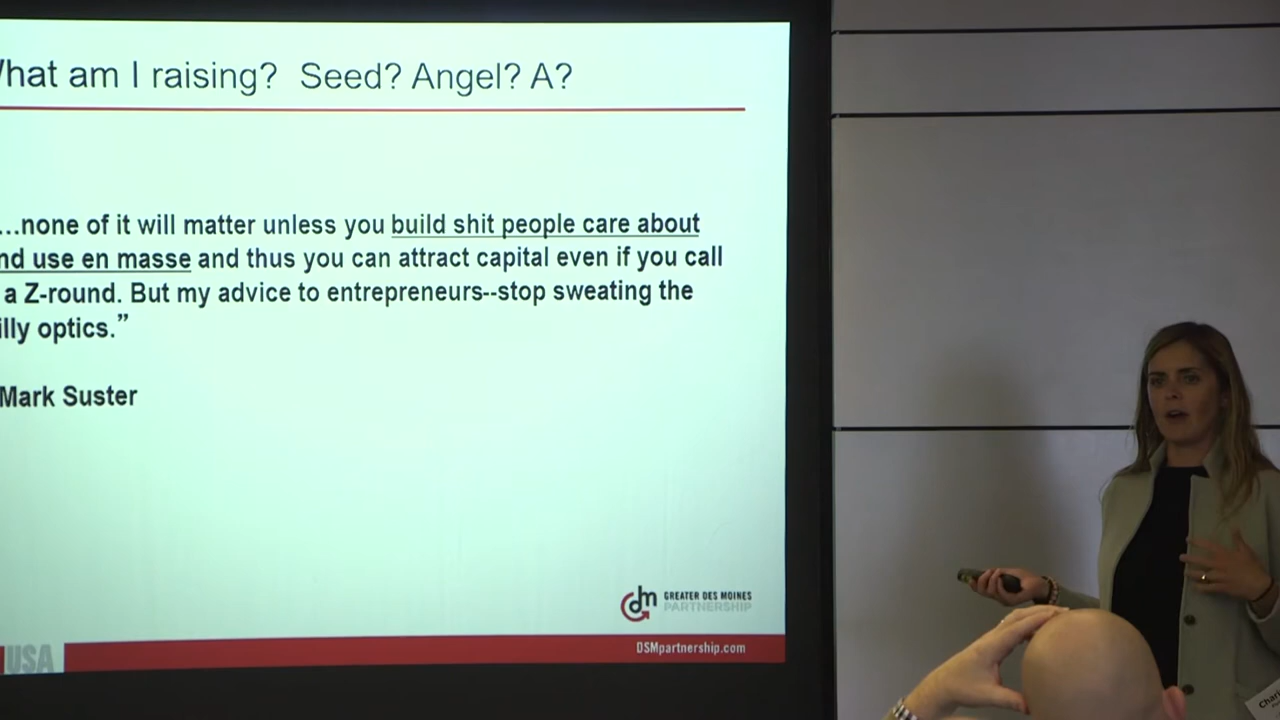 hat am I raising?  Seed? Angel? A?
…none of it will matter unless you build shit people care about
nd use en masse and thus you can attract capital even if you call
a Z-round. But my advice to entrepreneurs--stop sweating the
illy optics.”
Mark Suster
dm GREATER DES MOINES
PARTNERSHIP
USA
DSMpartnership.com